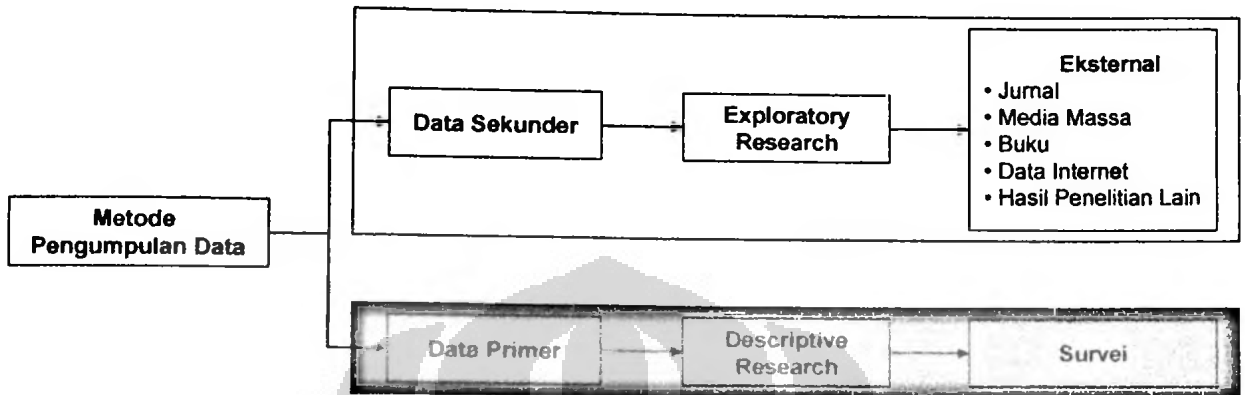 Metode
Pengumpulan Data
Data Sekunder
Exploratory
Research
Eksternal
• Jurnal
• Media Massa
• Buku
• Data Internet
• Hasil Penelitian Lain
Data Primer
Descriptive
Research
Survei